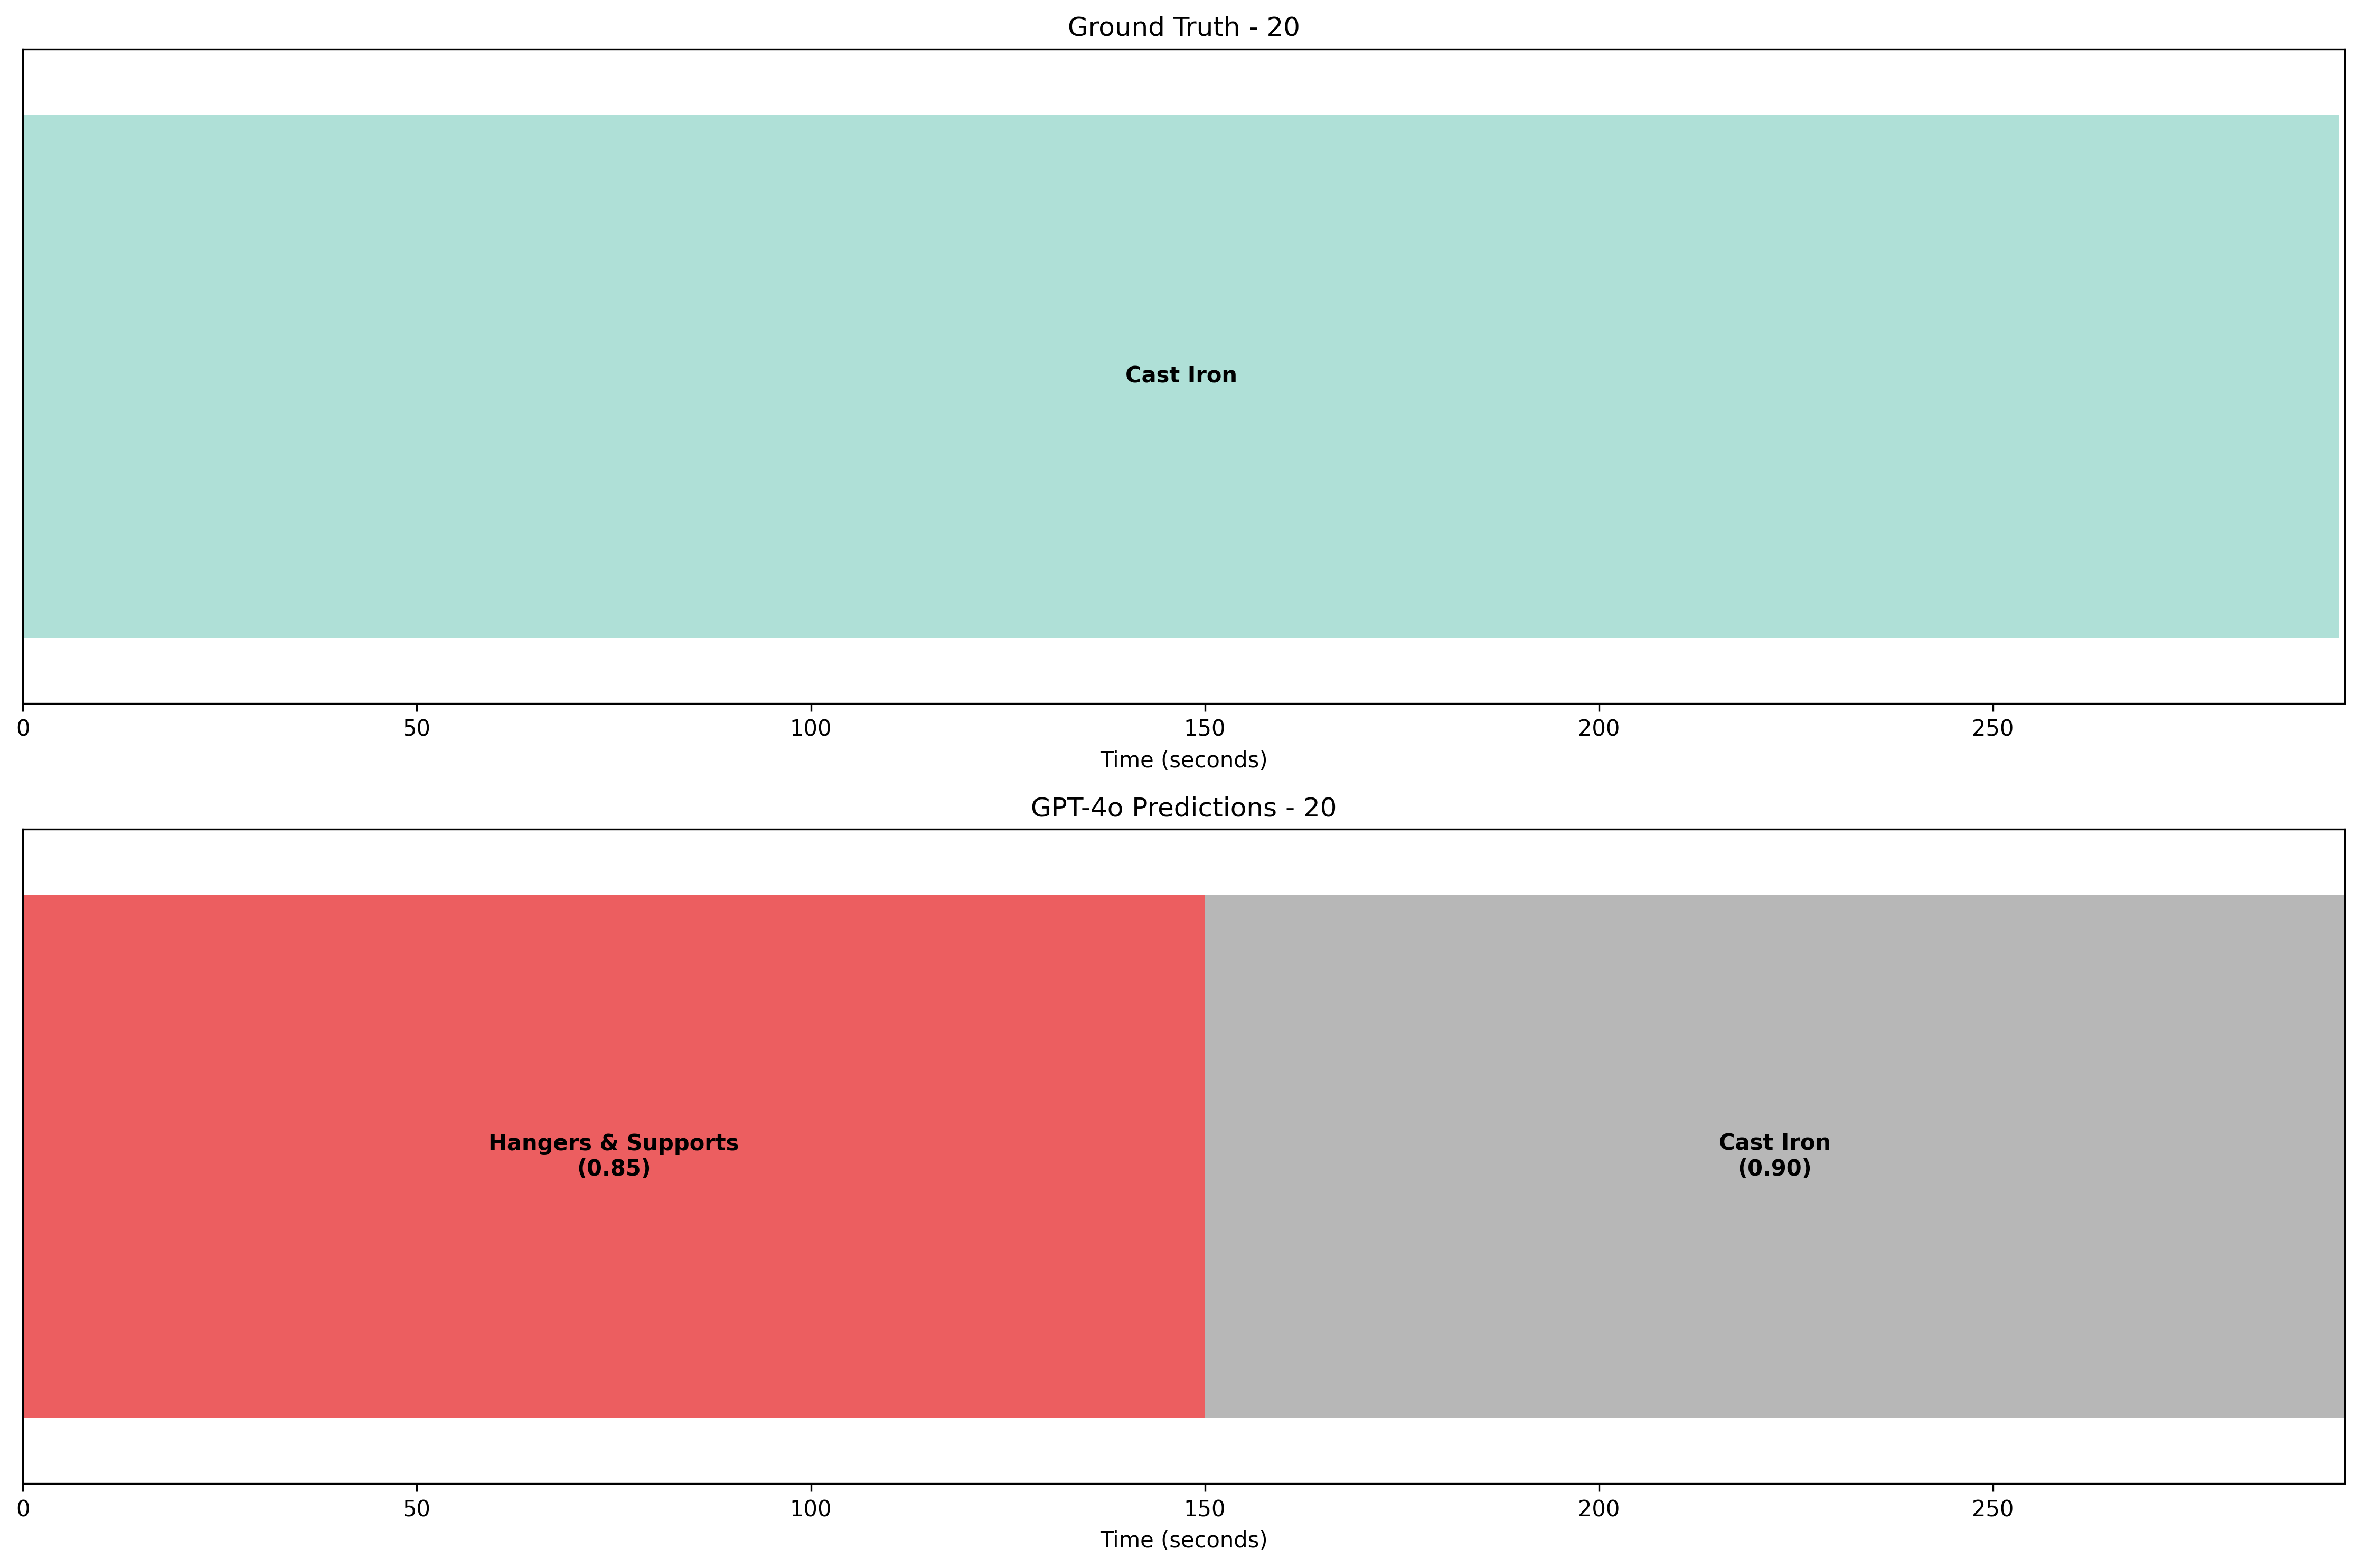 Ground Truth - 20
Cast Iron
0 50 100 150 200 250
Time (seconds)
GPT-4o Predictions - 20
Hangers & Supports
(0.85)
Cast Iron
(0.90)
0 50 100 150 200 250
Time (seconds)